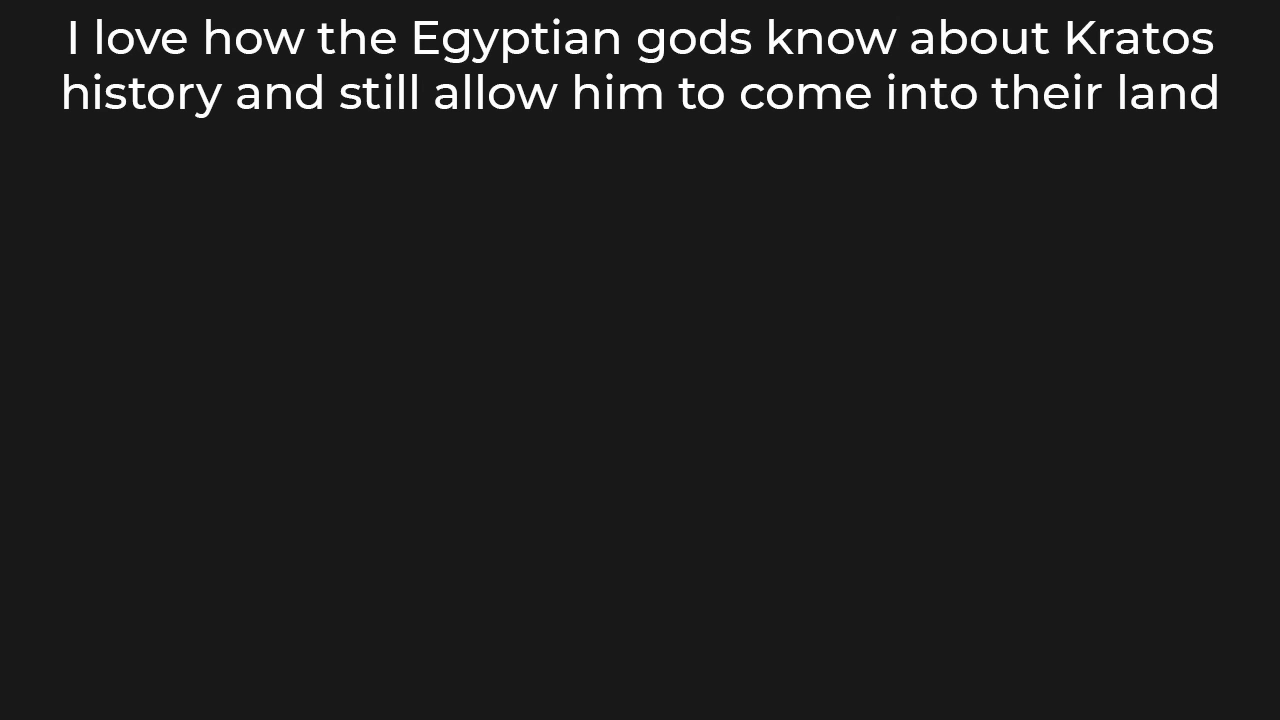 I love how the Egyptian gods know about Kratos
history and still allow him to come into their land